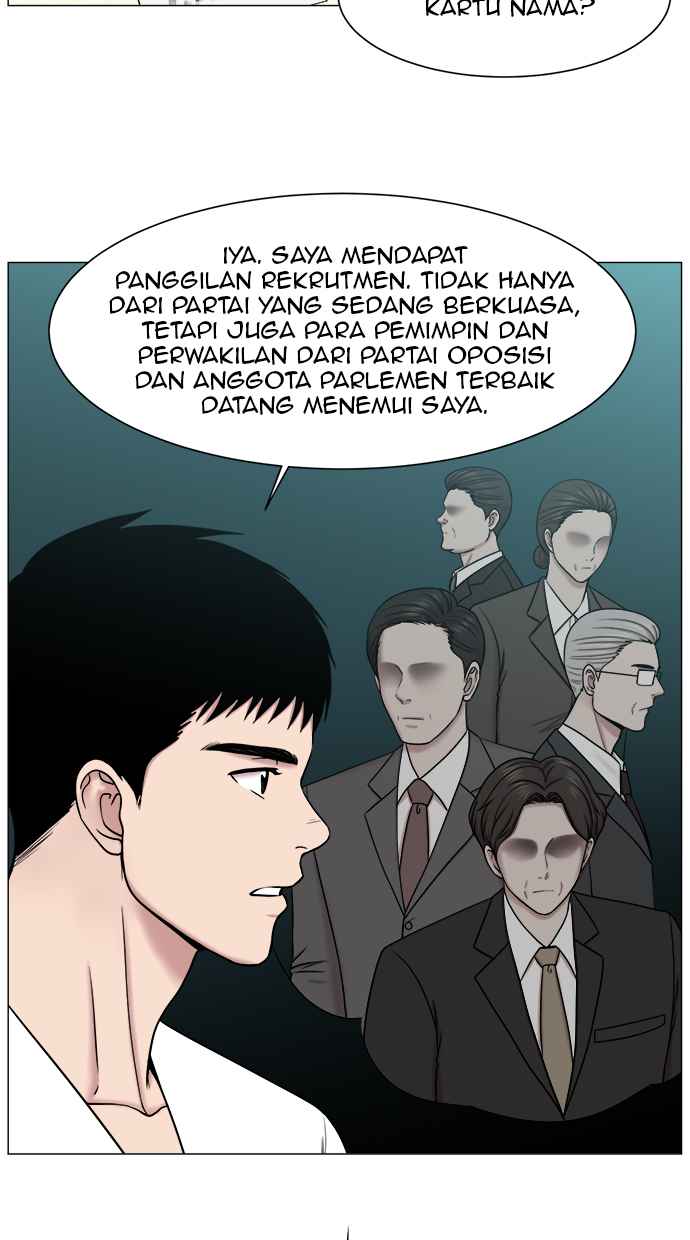 KARTU NAMA?
IYA. SAYA MENDAPAT
PANGGILAN REKRUTMEN. TIDAK HANYA
DARI PARTAI YANG SEDANG BERKUASA,
TETAPI JUGA PARA PEMIMPIN DAN
PERWAKILAN DARI PARTAI OPOSISI
DAN ANGGOTA PARLEMEN TERBAIK
DATANG MENEMUI SAYA.